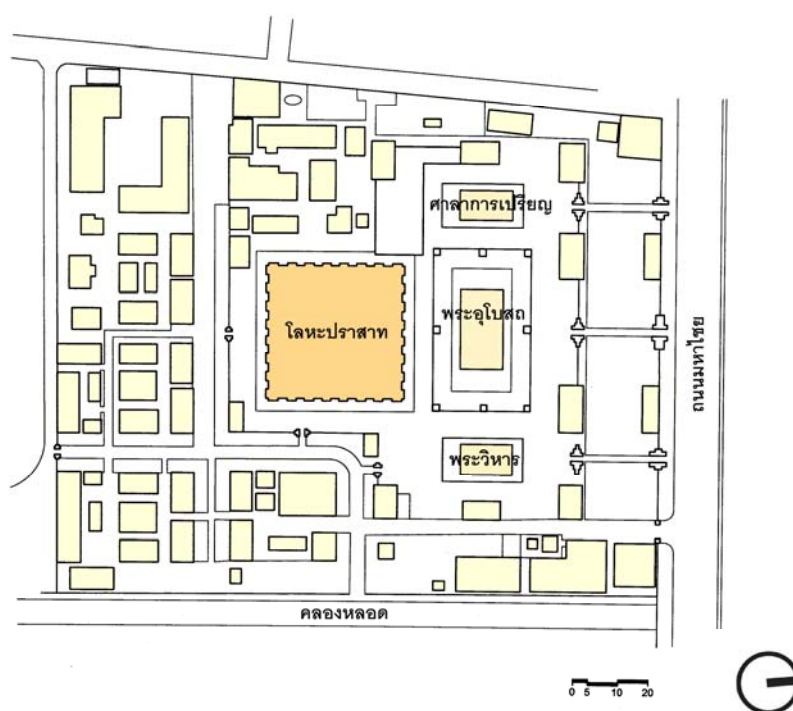 ศาลาการเปรียญ
โลหะปราสาท
พระอุโบสถ
ถนนมหาไชย
พระวิหาร
คลองหลอด
0 5 10 20